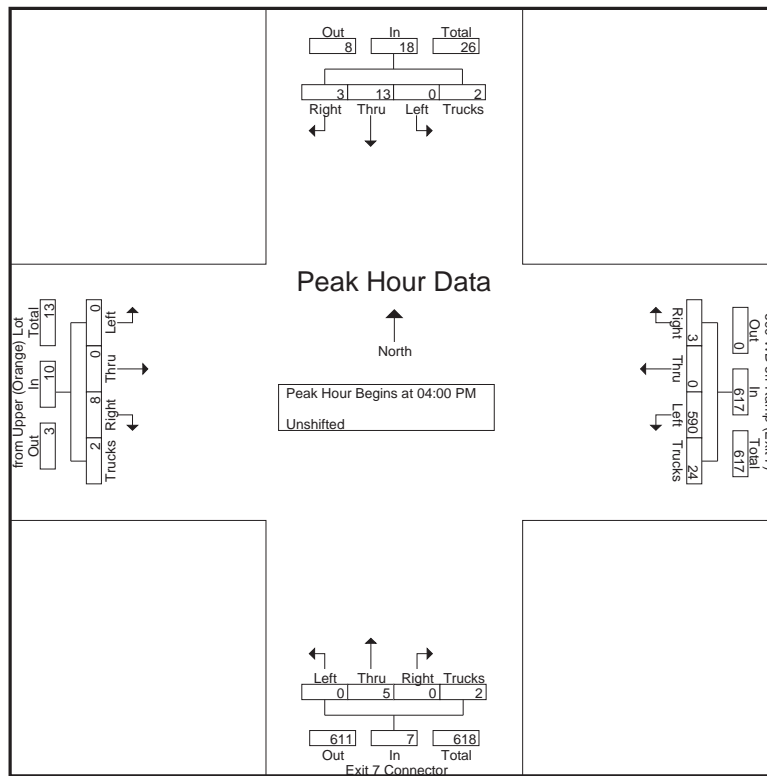 Out In Total
8 18 26
3 13 0 2
Right Thru Left Trucks
Peak Hour Data
North
Peak Hour Begins at 04:00 PM
Unshifted
from Upper (Orange) Lot
Out In Total
3 10 13
2 8 0 0
Trucks Right Thru Left
Out In Total
0 617 617
3 0 590 24
Right Thru Left Trucks
Left Thru Right Trucks
0 5 0 2
611 7 618
Out In Total
Exit 7 Connector